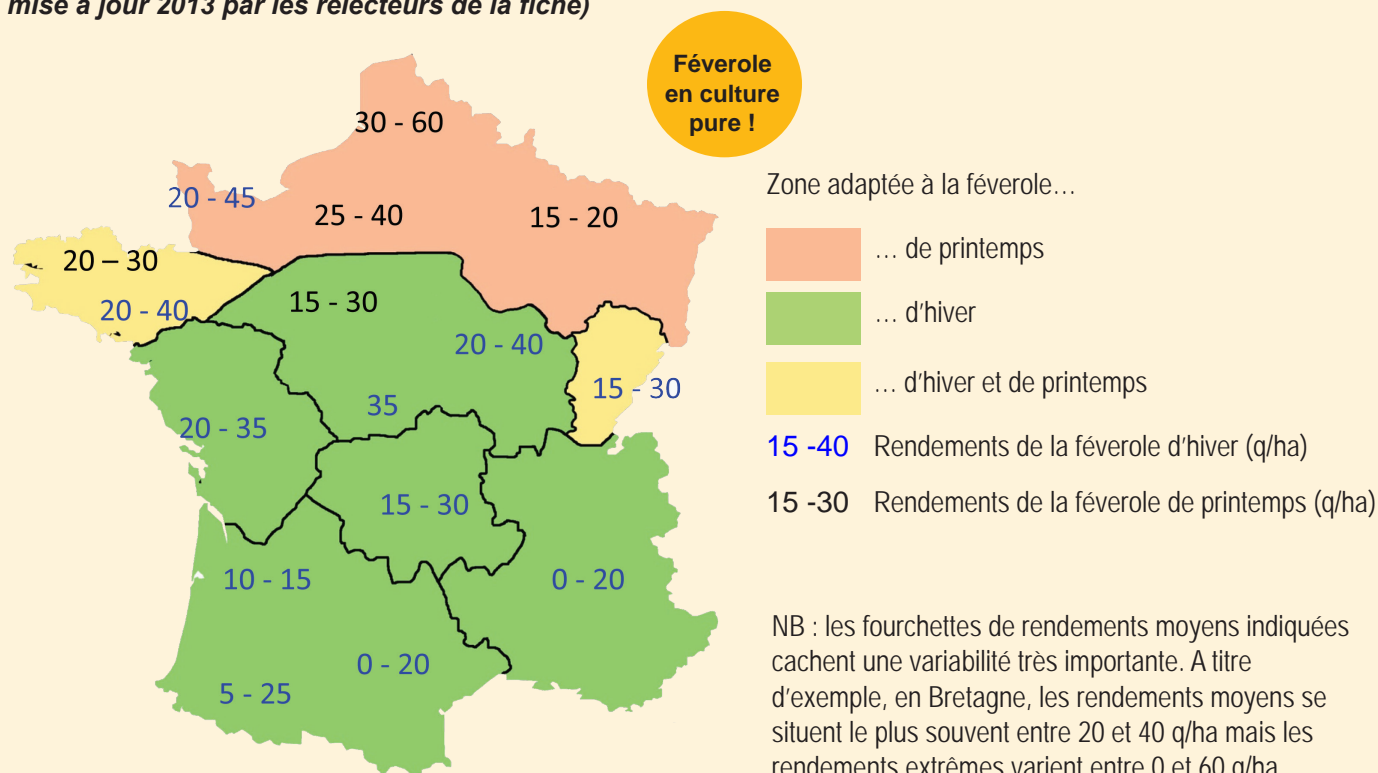 mise à jour 2013 par les relecteurs de la fiche)
Féverole
en culture
pure !
30 - 60
20 - 45
25 - 40
15 - 20
20 – 30
20 - 40
15 - 30
20 - 40
15 - 30
35
20 - 35
15 - 30
10 - 15
0 - 20
0 - 20
5 - 25
Zone adaptée à la féverole…
… de printemps
… d'hiver
… d'hiver et de printemps
15 -40 Rendements de la féverole d'hiver (q/ha)
15 -30 Rendements de la féverole de printemps (q/ha)
NB : les fourchettes de rendements moyens indiquées
cachent une variabilité très importante. A titre
d'exemple, en Bretagne, les rendements moyens se
situent le plus souvent entre 20 et 40 q/ha mais les
rendements extrêmes varient entre 0 et 60 q/ha